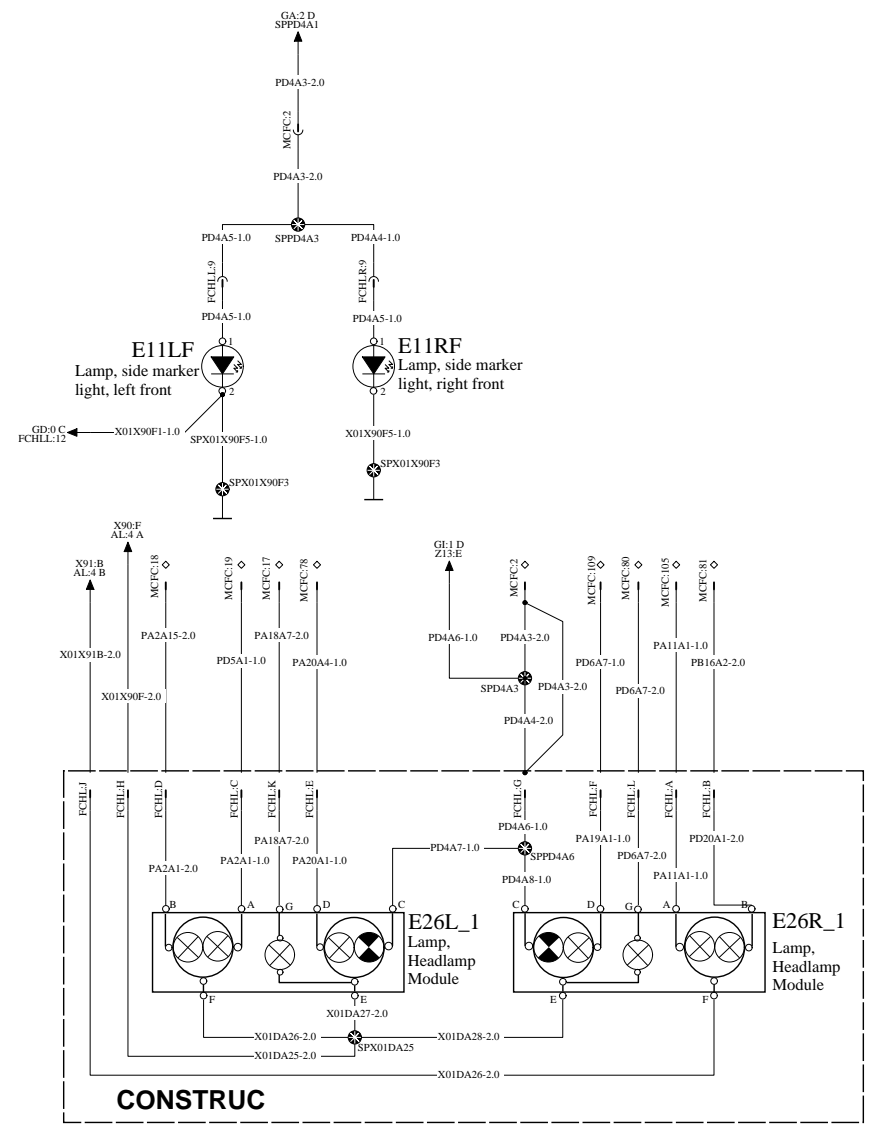 GA:2 D
SPPD4A1
PD4A3-2.0
MCFC:2
PD4A3-2.0
SPPD4A3
PD4A5-1.0
PD4A4-1.0
FCHLL:9
FCHLR:9
PD4A5-1.0
PD4A5-1.0
1
1
E11LF
Lamp, side marker
light, left front
E11RF
Lamp, side marker
light, right front
2
2
GD:0 C
FCHLL:12
X01X90F1-1.0
SPX01X90F5-1.0
X01X90F5-1.0
SPX01X90F3
SPX01X90F3
X90:F
AL:4 A
X91:B
AL:4 B
MCFC:18
MCFC:19
MCFC:17
MCFC:78
GI:1 D
Z13:E
MCFC:2
MCFC:109
MCFC:80
MCFC:105
MCFC:81
X01X91B-2.0
X01X90F-2.0
PA2A15-2.0
PD5A1-1.0
PA18A7-2.0
PA20A4-1.0
PD4A6-1.0
PD4A3-2.0
SPD4A3
PD4A3-2.0
PD4A4-2.0
PD6A7-1.0
PD6A7-2.0
PA11A1-1.0
PB16A2-2.0
FCHL:J
FCHL:H
FCHL:D
FCHL:C
FCHL:K
FCHL:E
FCHL:G
FCHL:F
FCHL:L
FCHL:A
FCHL:B
PA2A1-2.0
PA2A1-1.0
PA18A7-2.0
PA20A1-1.0
PD4A7-1.0
PD4A6-1.0
SPPD4A6
PD4A8-1.0
PA19A1-1.0
PD6A7-2.0
PA11A1-1.0
PD20A1-2.0
B
A
G
D
C
C
D
G
A
B
E26L_1
Lamp,
Headlamp
Module
E26R_1
Lamp,
Headlamp
Module
F
E
E
F
X01DA27-2.0
X01DA26-2.0
X01DA28-2.0
SPX01DA25
X01DA25-2.0
X01DA26-2.0
CONSTRUC